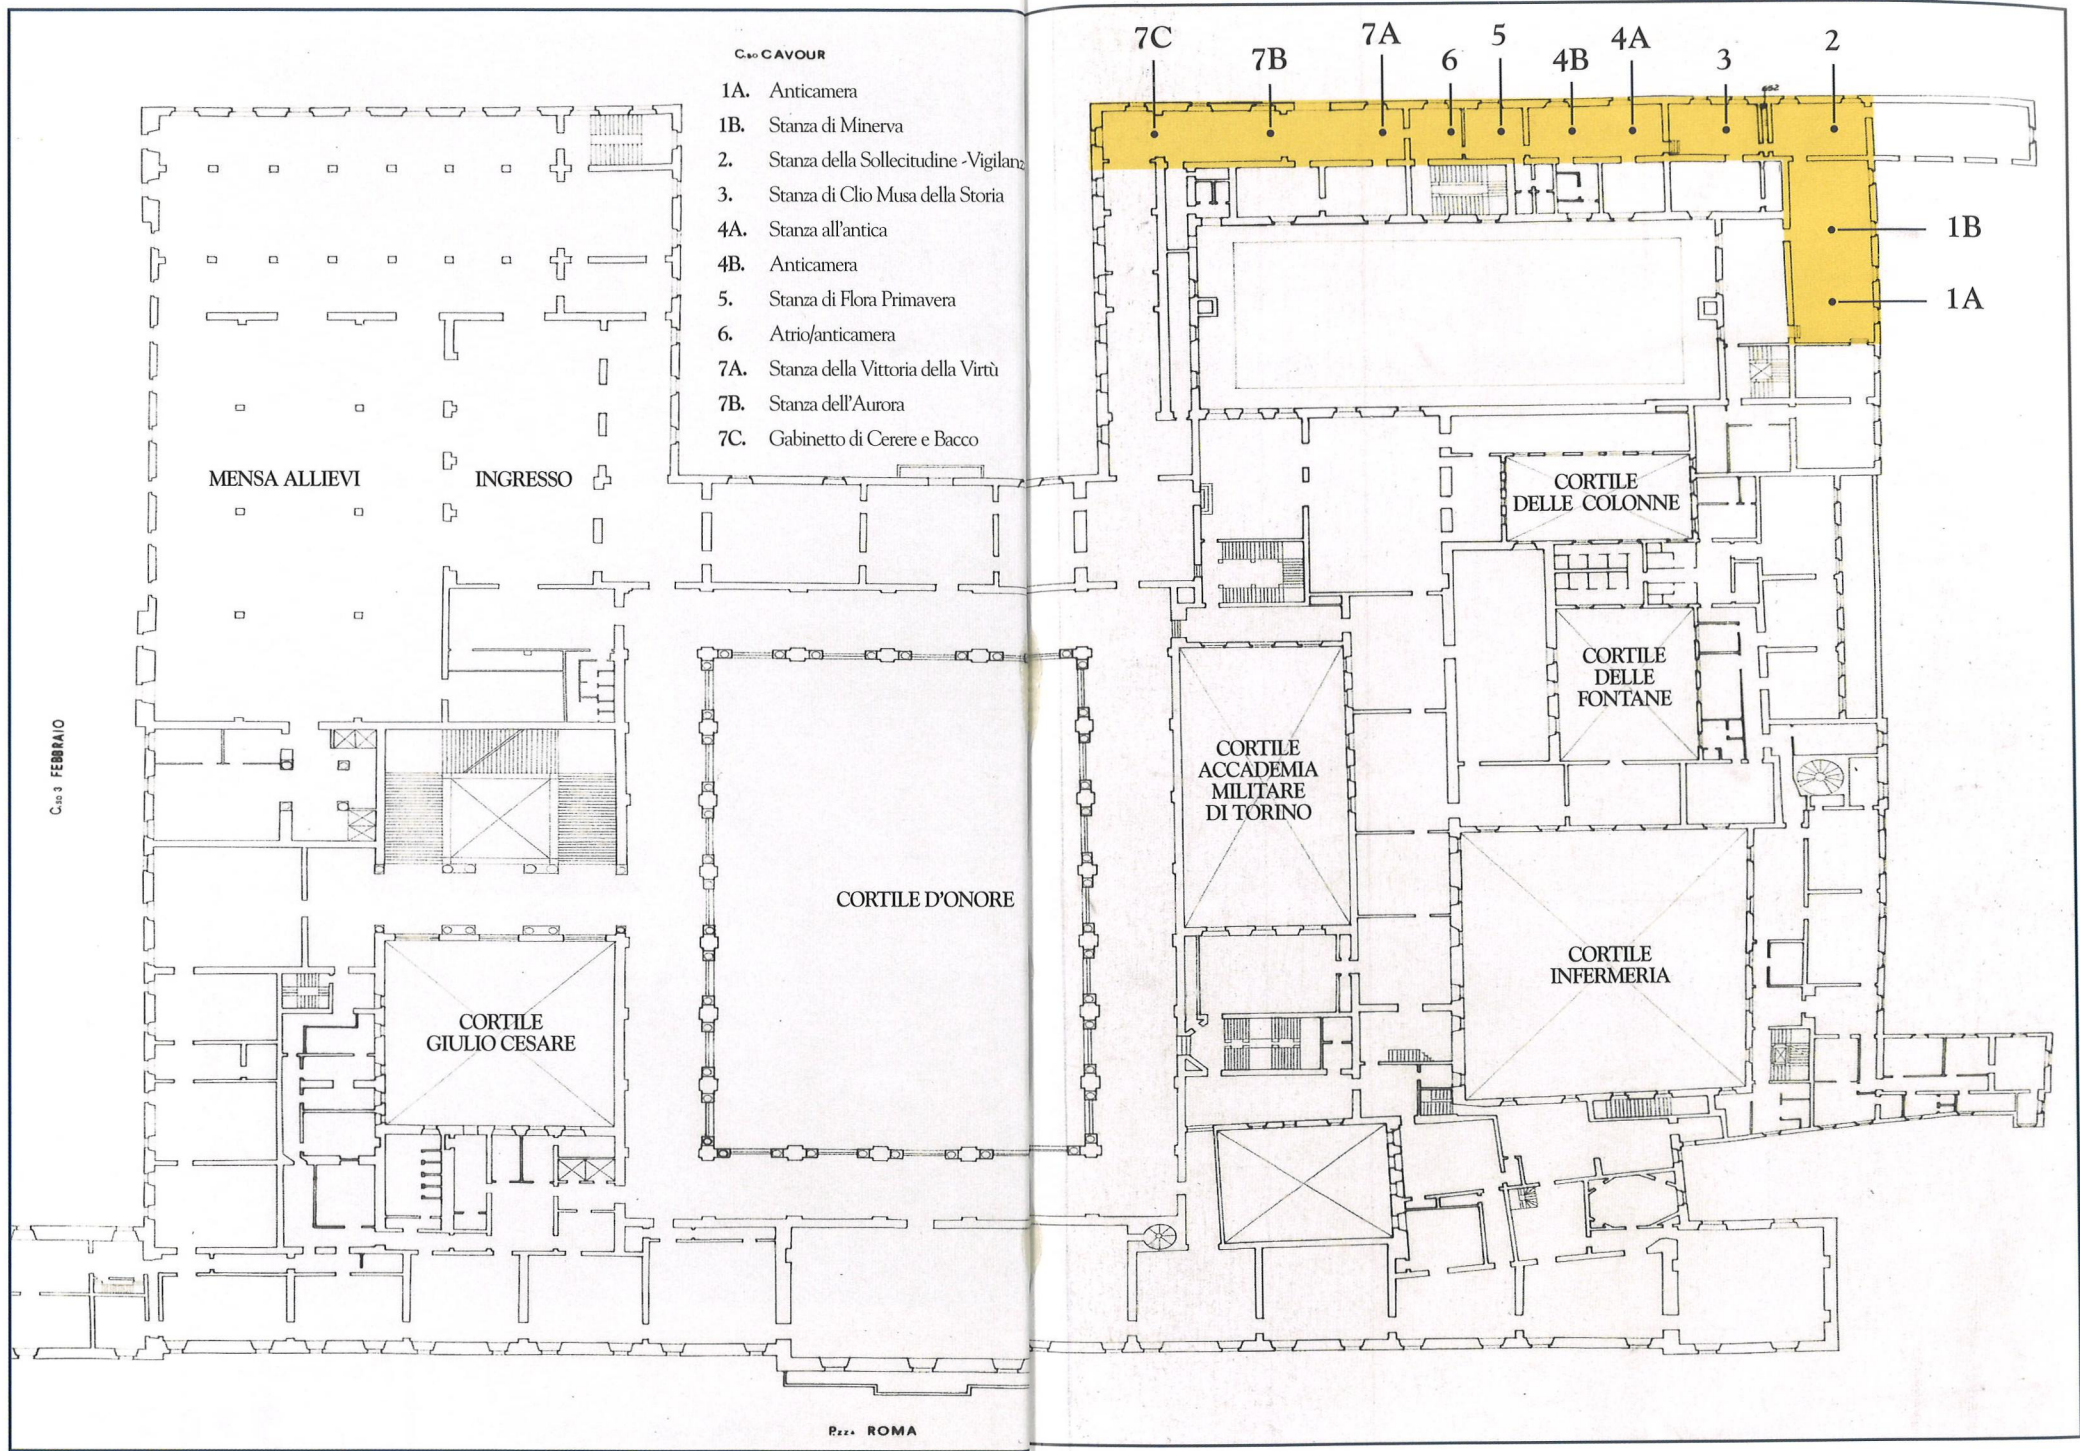 C.so CAVOUR
1A. Anticamera
1B. Stanza di Minerva
2. Stanza della Sollecitudine -Vigilanz
3. Stanza di Clio Musa della Storia
4A. Stanza all'antica
4B. Anticamera
5. Stanza di Flora Primavera
6. Atrio/anticamera
7A. Stanza della Vittoria della Virtù
7B. Stanza dell'Aurora
7C. Gabinetto di Cerere e Bacco
7C
7B
7A
6
5
4B
4A
3
2
1B
1A
MENSA ALLIEVI
INGRESSO
CORTILE
DELLE COLONNE
CORTILE
DELLE
FONTANE
C.so 3 FEBBRAIO
CORTILE
ACCADEMIA
MILITARE
DI TORINO
CORTILE D'ONORE
CORTILE
INFERMERIA
CORTILE
GIULIO CESARE
P.zza ROMA